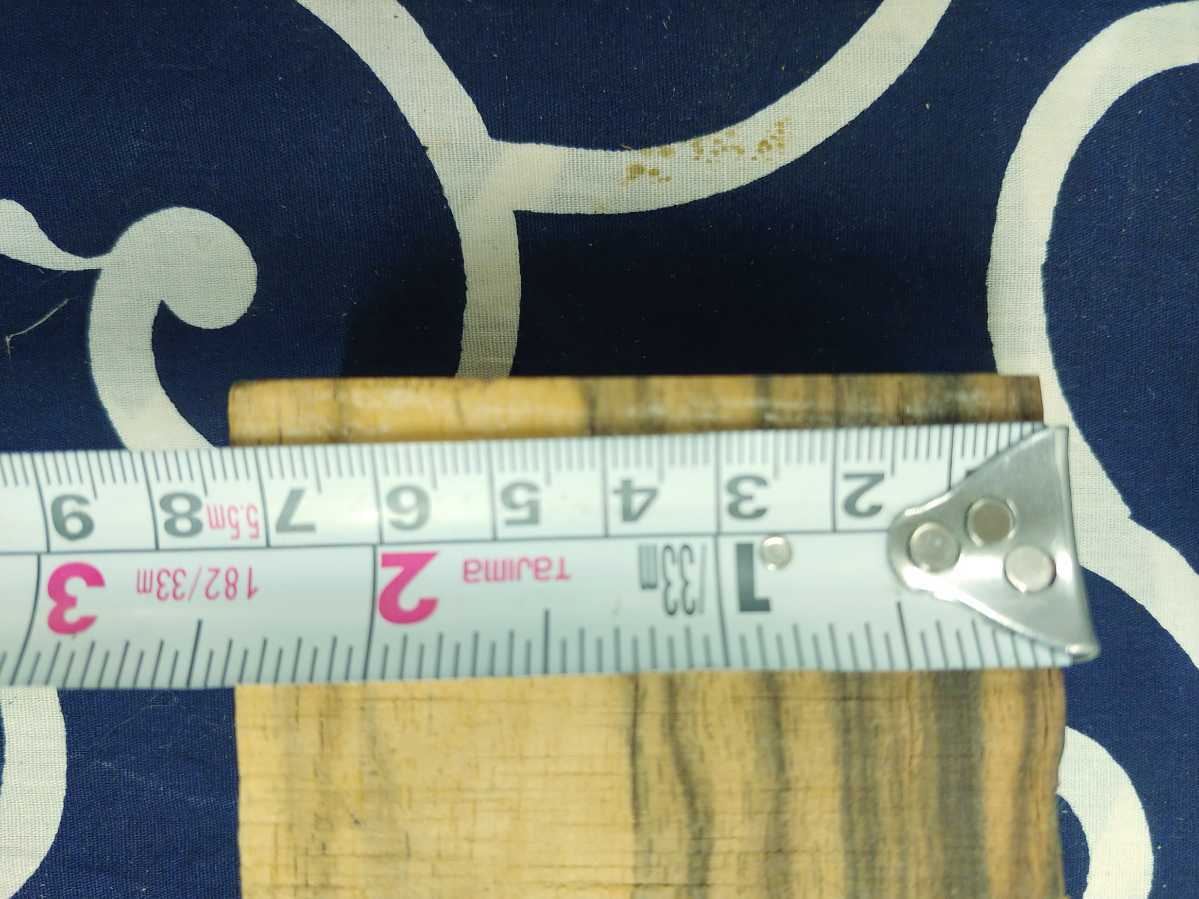 1 /33m Tajima 2 182/33m 3
2 3 4 5 6 7 5.5m 8 9